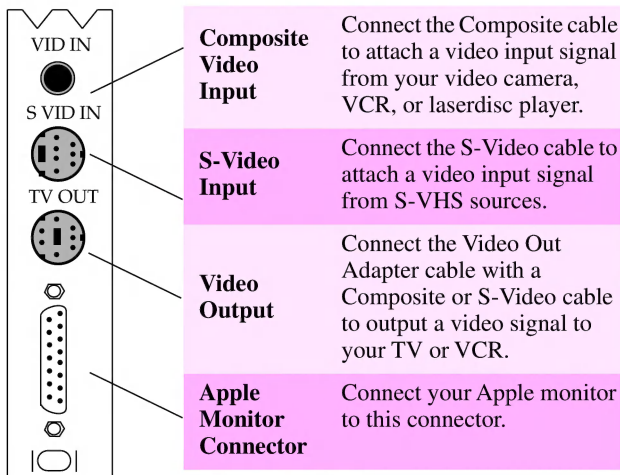 VID IN
S VID IN
TV OUT
Composite
Video
Input
Connect the Composite cable
to attach a video input signal
from your video camera,
VCR, or laserdisc player.
S-Video
Input
Connect the S-Video cable to
attach a video input signal
from S-VHS sources.
Video
Output
Connect the Video Out
Adapter cable with a
Composite or S-Video cable
to output a video signal to
your TV or VCR.
Apple
Monitor
Connector
Connect your Apple monitor
to this connector.